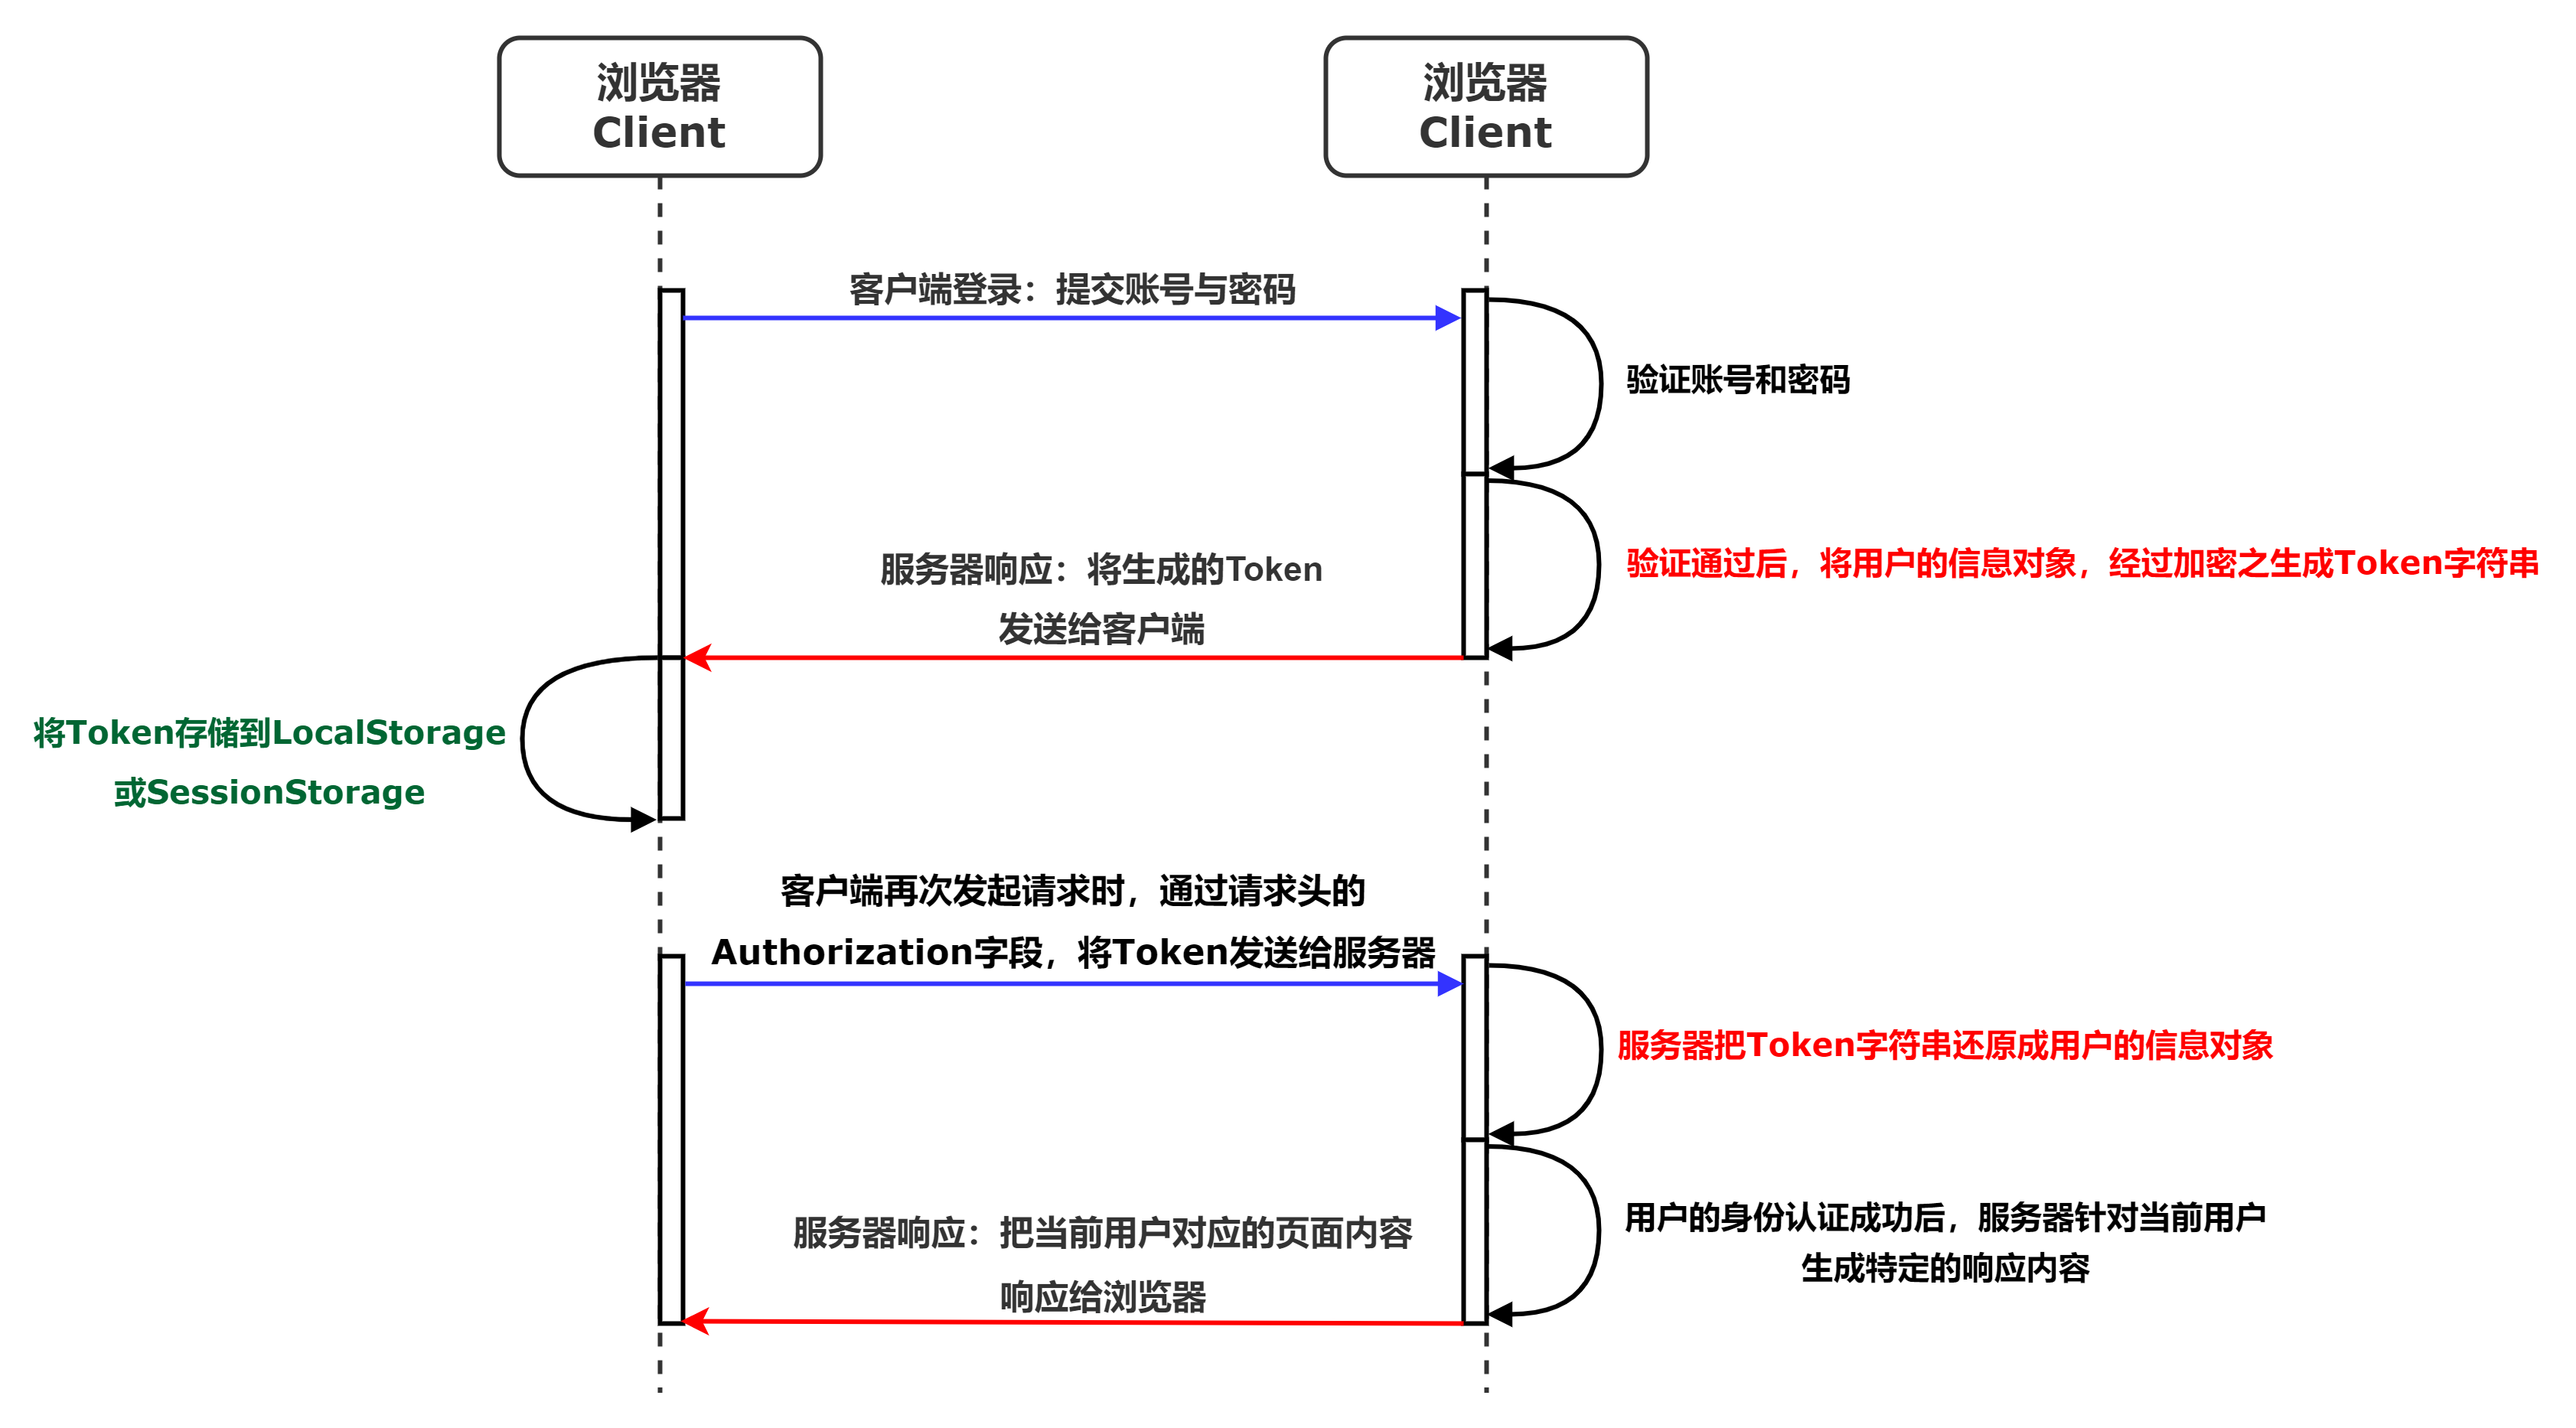 浏览器
Client
浏览器
Client
客户端登录：提交账号与密码
验证账号和密码
验证通过后，将用户的信息对象，经过加密之生成Token字符串
服务器响应：将生成的Token
发送给客户端
将Token存储到LocalStorage
或SessionStorage
客户端再次发起请求时，通过请求头的
Authorization字段，将Token发送给服务器
服务器把Token字符串还原成用户的信息对象
用户的身份认证成功后，服务器针对当前用户
生成特定的响应内容
服务器响应：把当前用户对应的页面内容
响应给浏览器